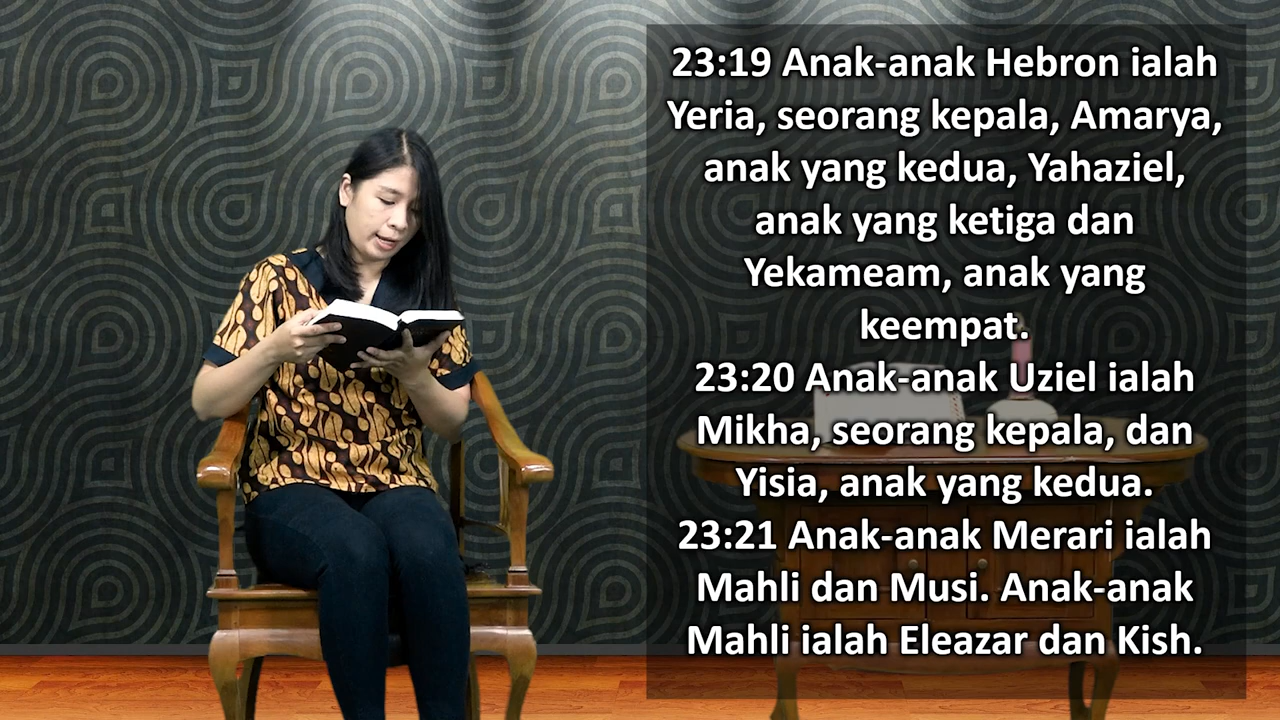 23:19 Anak-anak Hebron ialah
Yeria, seorang kepala, Amarya,
anak yang kedua, Yahaziel,
anak yang ketiga dan
Yekameam, anak yang
keempat.
23:20 Anak-anak Uziel ialah
Mikha, seorang kepala, dan
Yisia, anak yang kedua.
23:21 Anak-anak Merari ialah
Mahli dan Musi. Anak-anak
Mahli ialah Eleazar dan Kish.